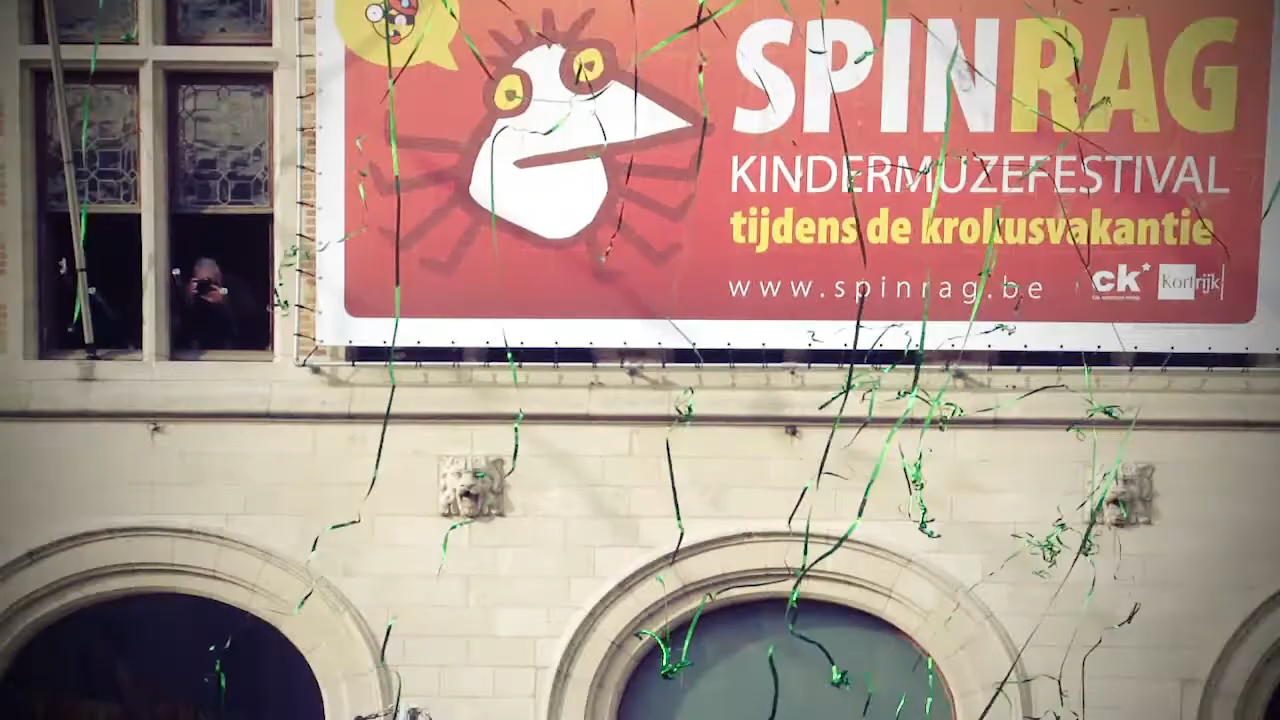 SPINRAG
KINDERMUZEFESTIVAL
tijdens de krokusvakantie
www.spinrag.be
ck
Kortrijk